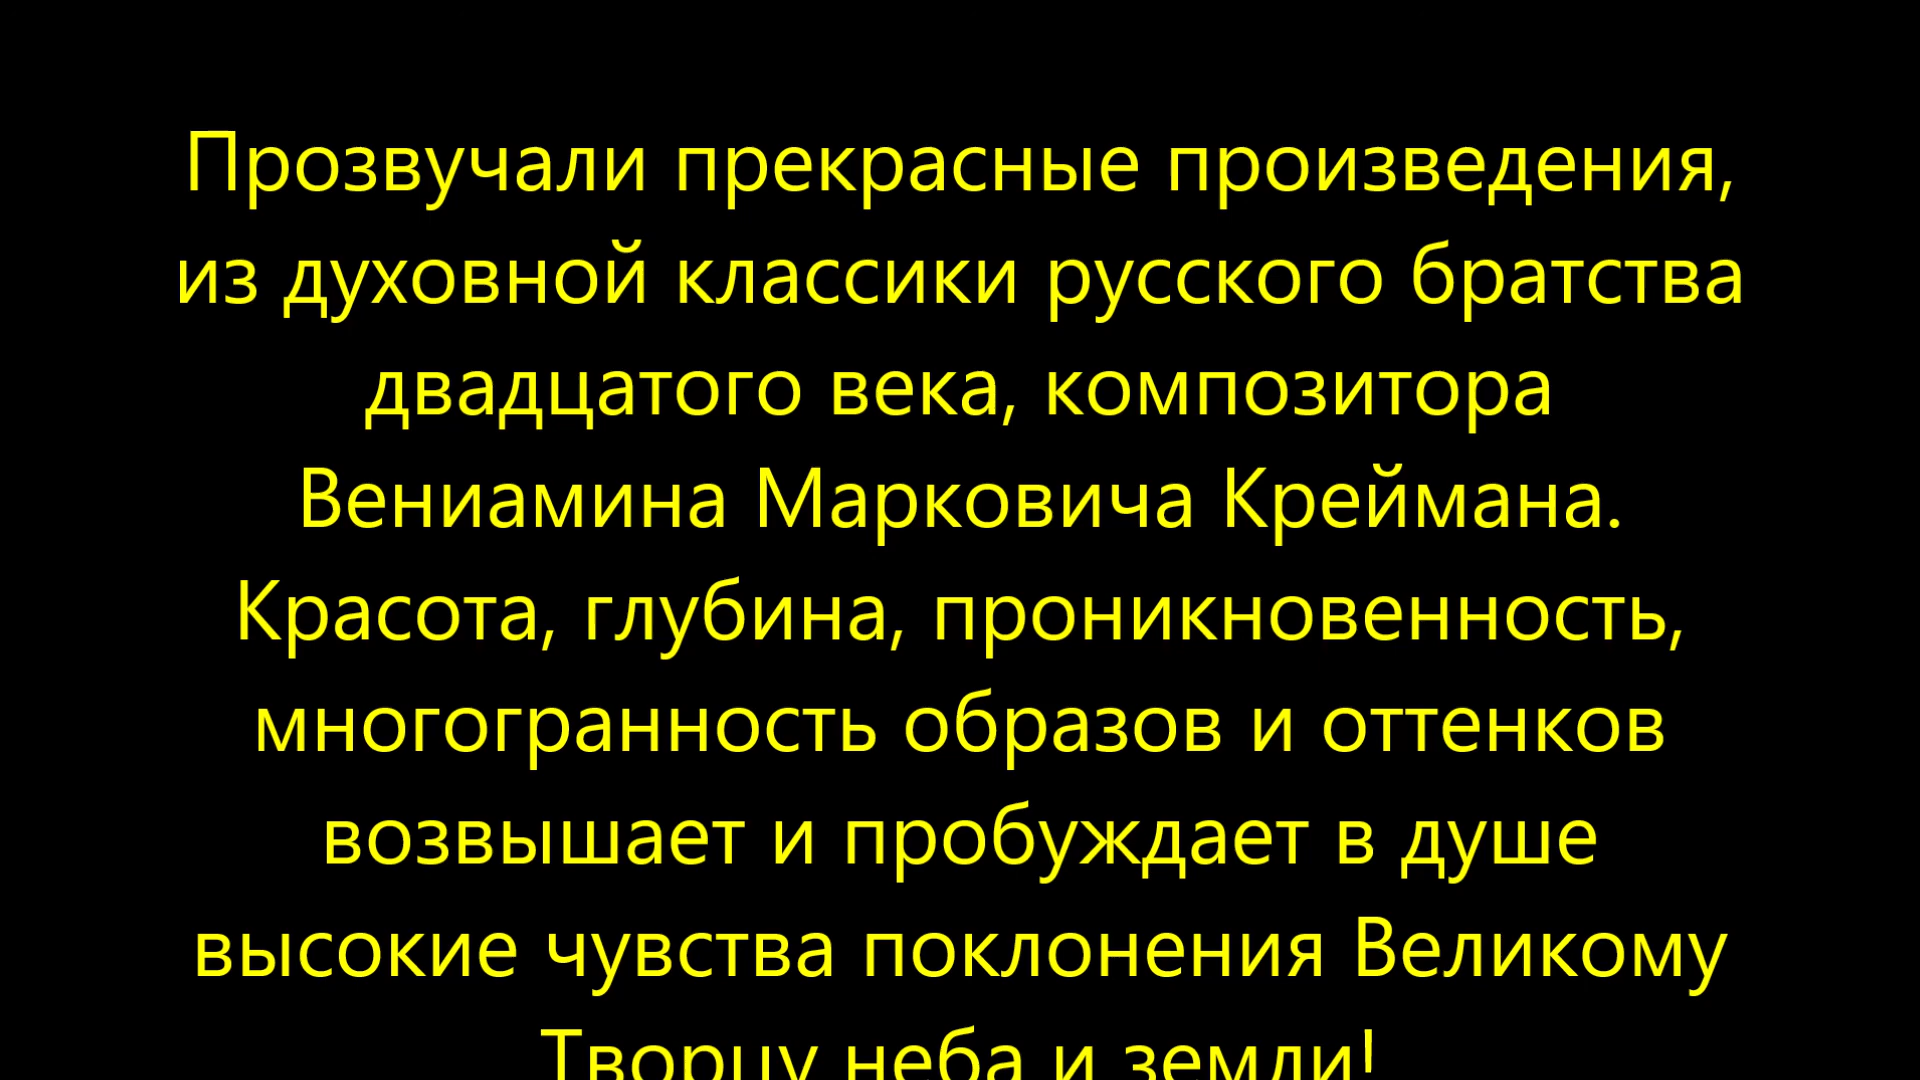 Прозвучали прекрасные произведения,
из духовной классики русского братства
двадцатого века, композитора
Вениамина Марковича Креймана.
Красота, глубина, проникновенность,
многогранность образов и оттенков
возвышает и пробуждает в душе
высокие чувства поклонения Великому
Творцу неба и земли!